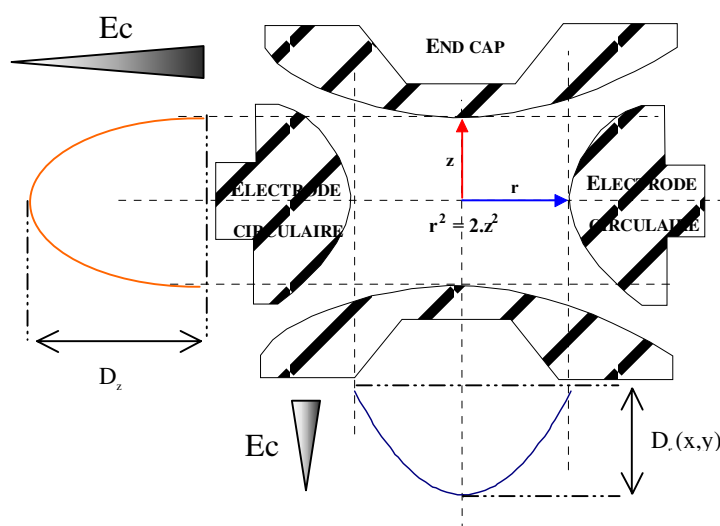 Ec
END CAP
z
r
r² = 2.z²
ELECTRODE
CIRCULAIRE
ELECTRODE
CIRCULAIRE
D_z
Ec
D_r(x,y)